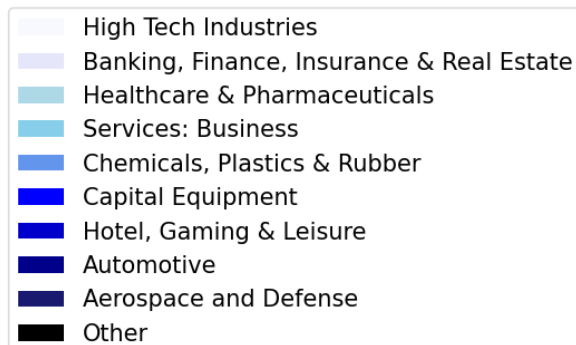 High Tech Industries
Banking, Finance, Insurance & Real Estate
Healthcare & Pharmaceuticals
Services: Business
Chemicals, Plastics & Rubber
Capital Equipment
Hotel, Gaming & Leisure
Automotive
Aerospace and Defense
Other